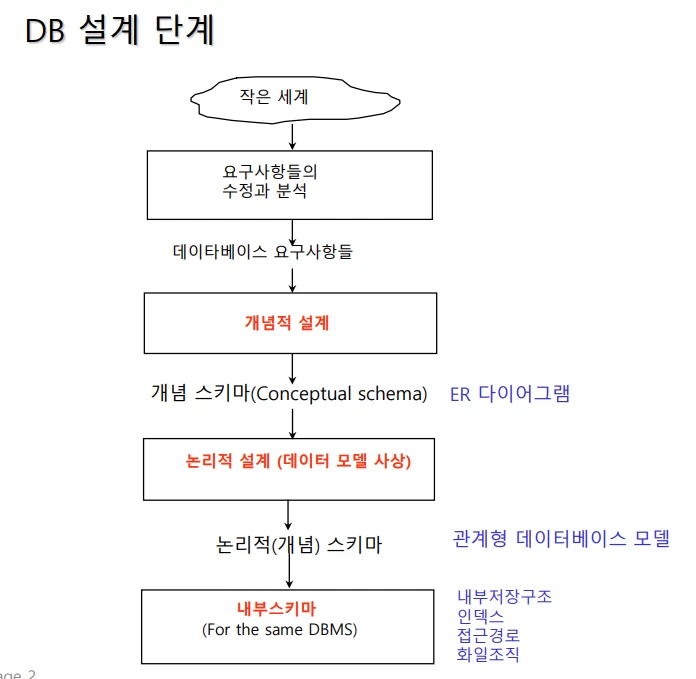 DB 설계 단계
작은 세계
요구사항들의
수정과 분석
데이타베이스 요구사항들
개념적 설계
개념 스키마(Conceptual schema)
ER 다이어그램
논리적 설계 (데이터 모델 사상)
논리적(개념) 스키마
관계형 데이터베이스 모델
내부스키마
(For the same DBMS)
내부저장구조
인덱스
접근경로
화일조직
age 2